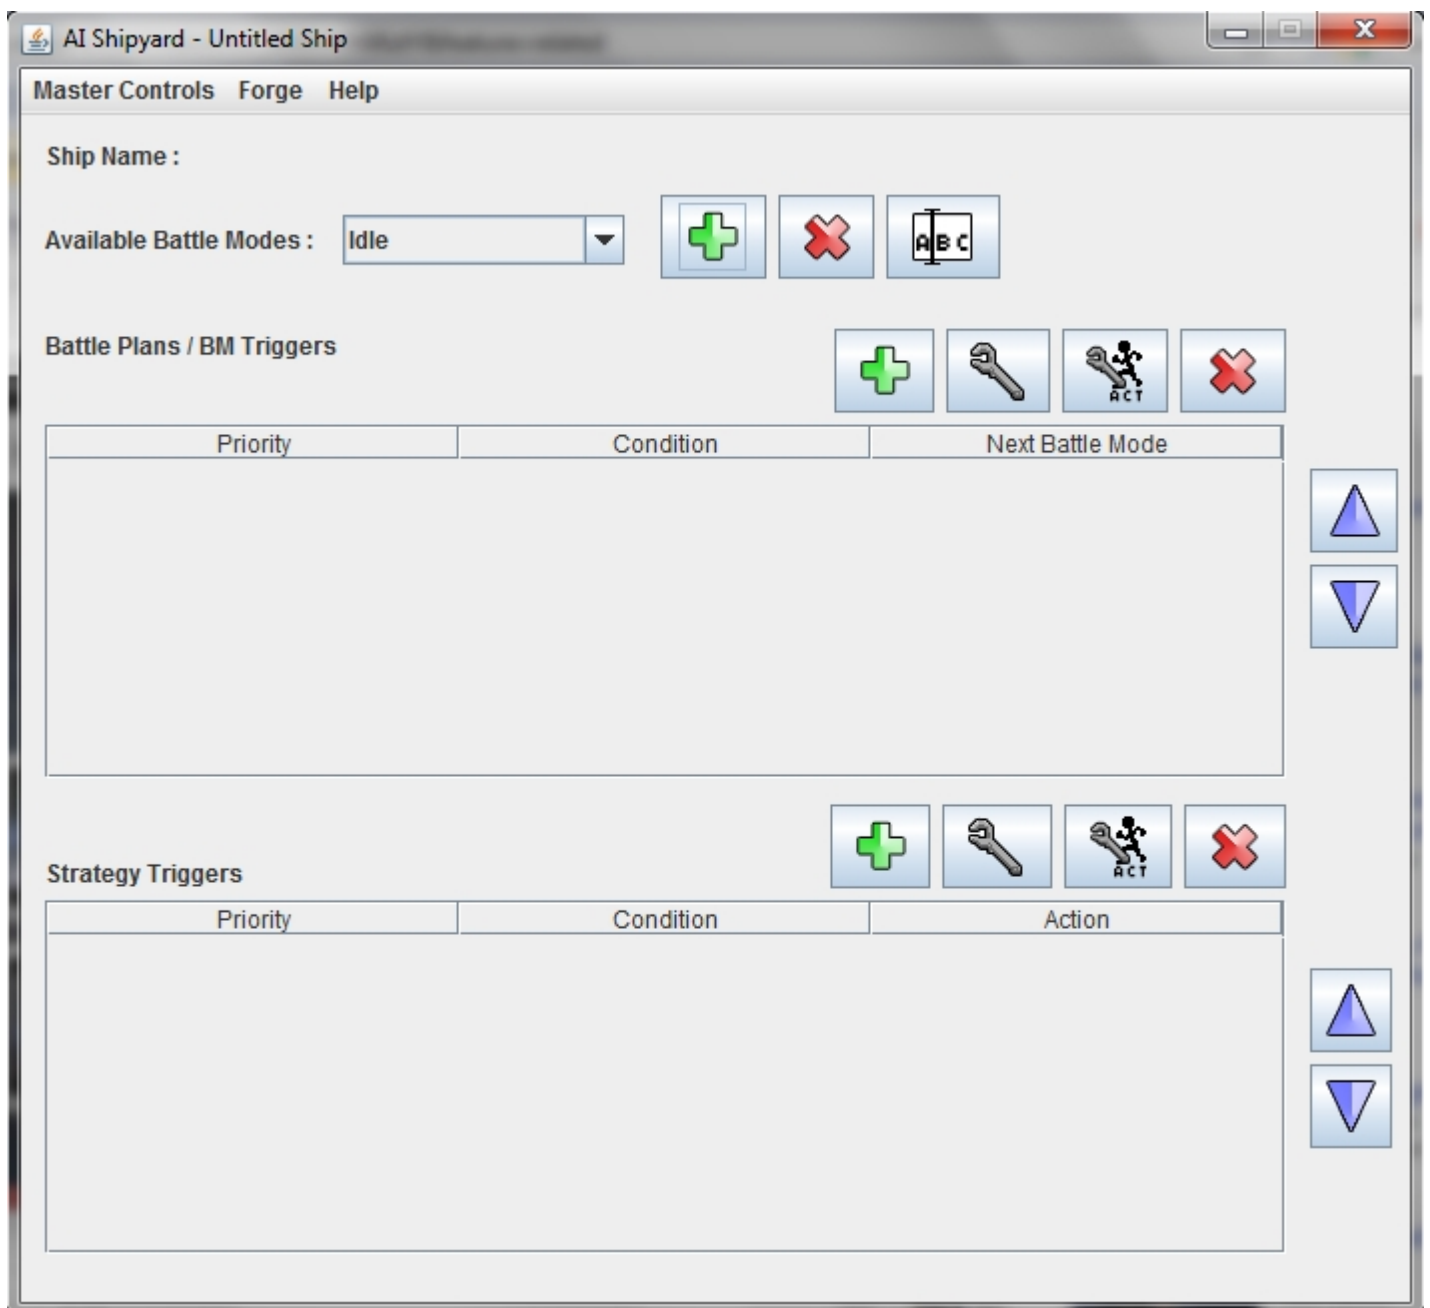 AI Shipyard - Untitled Ship
Master Controls Forge Help
Ship Name :
Available Battle Modes : Idle ABC
Battle Plans / BM Triggers
ACT
Priority Condition Next Battle Mode
ACT
Strategy Triggers
Priority Condition Action